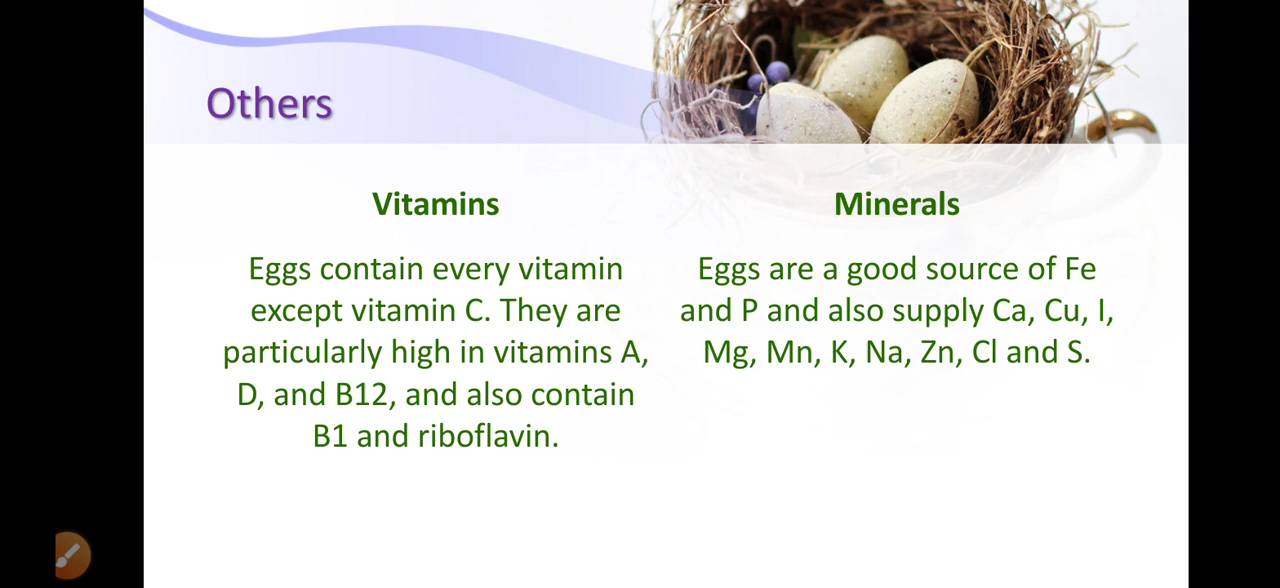 Others
Vitamins
Eggs contain every vitamin
except vitamin C. They are
particularly high in vitamins A,
D, and B12, and also contain
B1 and riboflavin.
Minerals
Eggs are a good source of Fe
and P and also supply Ca, Cu, I,
Mg, Mn, K, Na, Zn, Cl and S.